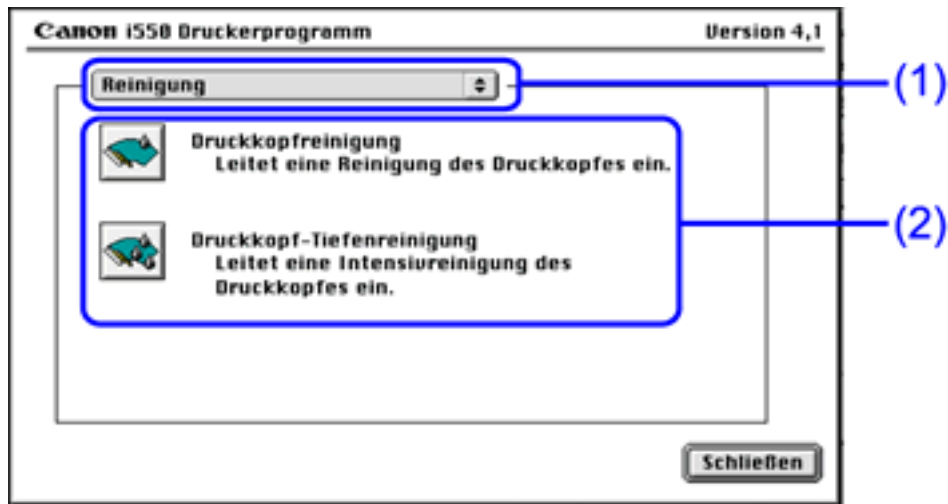 Canon i550 Druckerprogramm Version 4,1
Reinigung
(1)
Druckkopfreinigung
Leitet eine Reinigung des Druckkopfes ein.
(2)
Druckkopf-Tiefenreinigung
Leitet eine Intensivreinigung des
Druckkopfes ein.
Schließen